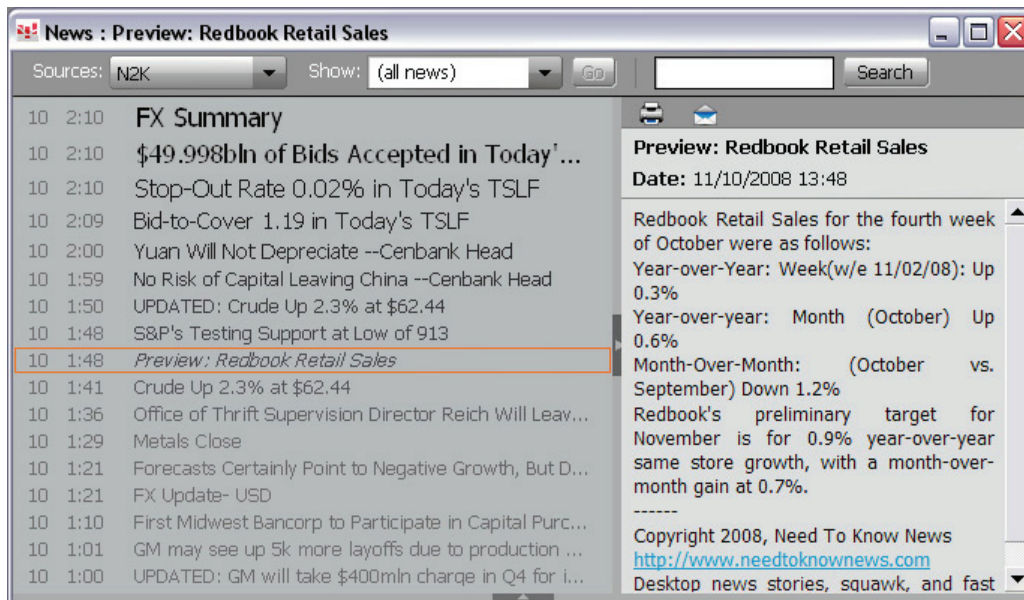 News : Preview: Redbook Retail Sales
Sources: N2K Show: (all news) Go Search
10 2:10 FX Summary
10 2:10 $49.998bln of Bids Accepted in Today'...
10 2:10 Stop-Out Rate 0.02% in Today's TSLF
10 2:09 Bid-to-Cover 1.19 in Today's TSLF
10 2:00 Yuan Will Not Depreciate --Cenbank Head
10 1:59 No Risk of Capital Leaving China --Cenbank Head
10 1:50 UPDATED: Crude Up 2.3% at $62.44
10 1:48 S&P's Testing Support at Low of 913
10 1:48 Preview: Redbook Retail Sales
10 1:41 Crude Up 2.3% at $62.44
10 1:36 Office of Thrift Supervision Director Reich Will Leav...
10 1:29 Metals Close
10 1:21 Forecasts Certainly Point to Negative Growth, But D...
10 1:21 FX Update- USD
10 1:10 First Midwest Bancorp to Participate in Capital Purc...
10 1:01 GM may see up 5k more layoffs due to production ...
10 1:00 UPDATED: GM will take $400mln charge in Q4 for i...
Preview: Redbook Retail Sales
Date: 11/10/2008 13:48
Redbook Retail Sales for the fourth week
of October were as follows:
Year-over-Year: Week(w/e 11/02/08): Up
0.3%
Year-over-year: Month (October) Up
0.6%
Month-Over-Month: (October vs.
September) Down 1.2%
Redbook's preliminary target for
November is for 0.9% year-over-year
same store growth, with a month-over-
month gain at 0.7%.
------
Copyright 2008, Need To Know News
http://www.needtoknownews.com
Desktop news stories, squawk, and fast